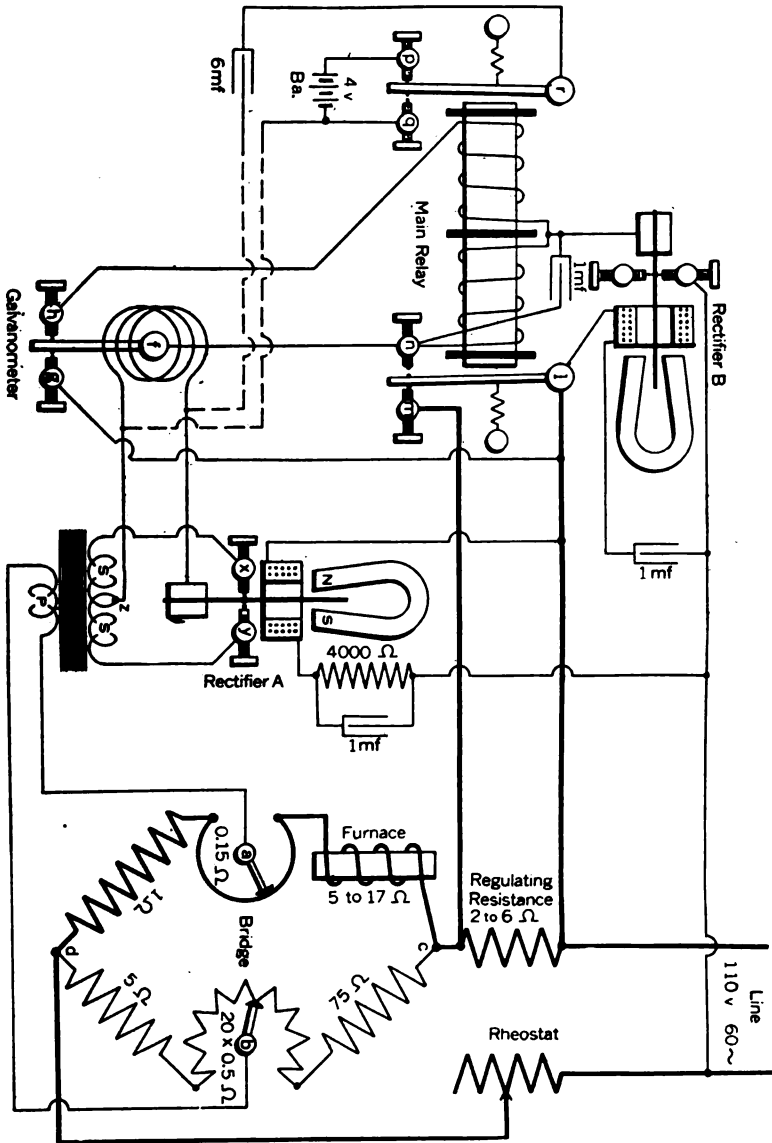 6mf
4 v
Ba.
p
q
r
Main Relay
1mf
Rectifier B
h
g
f
Galvanometer
n
m
l
1 mf
S
S
z
P
x
y
N
S
Rectifier A
4000 Ω
1mf
Furnace
5 to 17 Ω
0.15 Ω
a
1Ω
d
Bridge
5 Ω
20 x 0.5 Ω
b
c
75 Ω
Regulating
Resistance
2 to 6 Ω
Line
110 v 60~
Rheostat